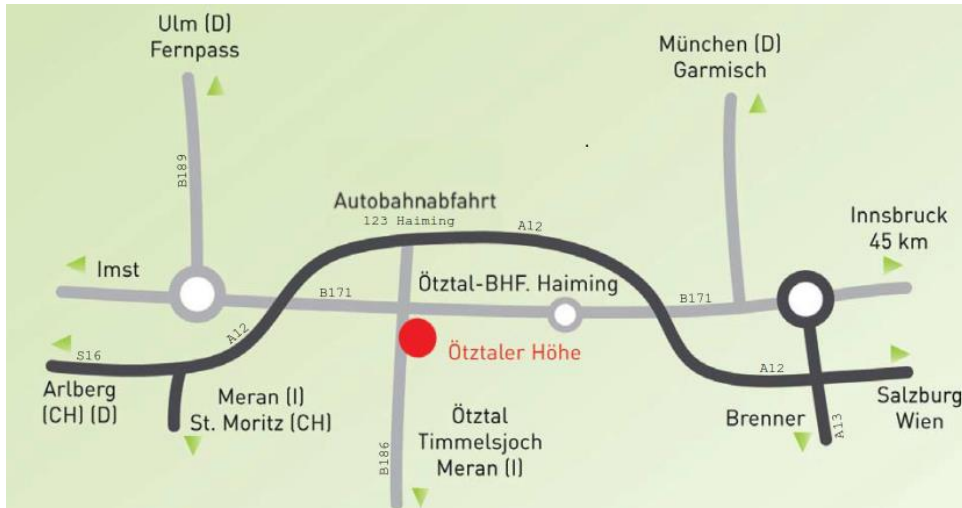 Ulm (D)
Fernpass
München (D)
Garmisch
B189
Autobahnabfahrt
123 Haiming
A12
Innsbruck
45 km
Imst
B171
Ötztal-BHF. Haiming
B171
A12
S16
Ötztaler Höhe
A12
Arlberg
(CH) (D)
Meran (I)
St. Moritz (CH)
Ötztal
Timmelsjoch
Meran (I)
B186
Brenner
A13
Salzburg
Wien